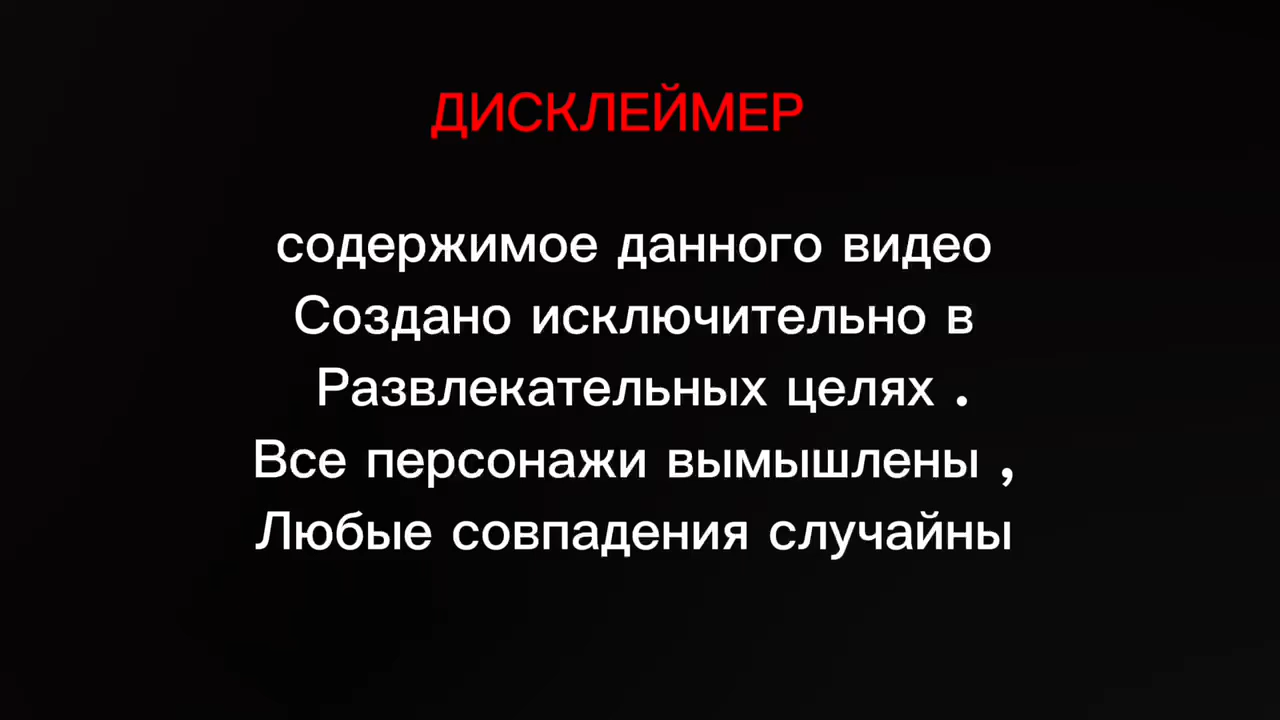 ДИСКЛЕЙМЕР
содержимое данного видео
Создано исключительно в
Развлекательных целях .
Все персонажи вымышлены ,
Любые совпадения случайны